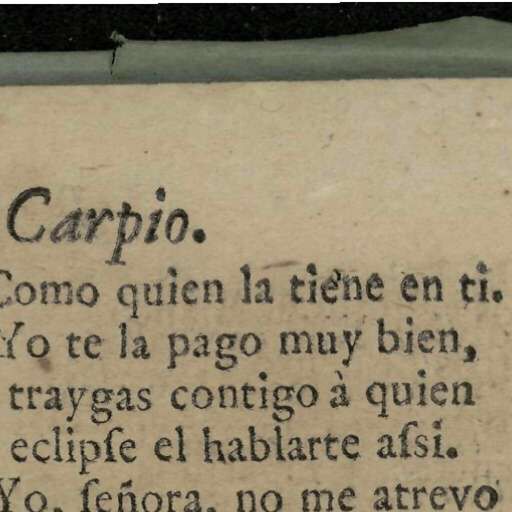 Carpio.
Como quien la tiene en ti.
Yo te la pago muy bien,
traygas contigo à quien
eclipſe el hablarte aſsi.
Yo, ſeñora, no me atrevo